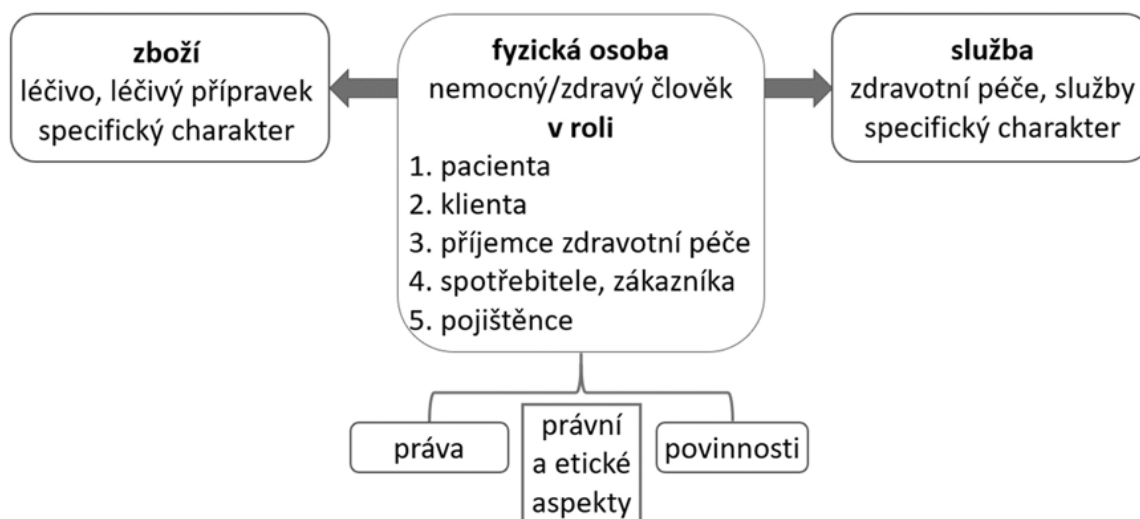 zboží
léčivo, léčivý přípravek
specifický charakter
fyzická osoba
nemocný/zdravý člověk
v roli
1. pacienta
2. klienta
3. příjemce zdravotní péče
4. spotřebitele, zákazníka
5. pojištěnce
služba
zdravotní péče, služby
specifický charakter
práva
právní
a etické
aspekty
povinnosti